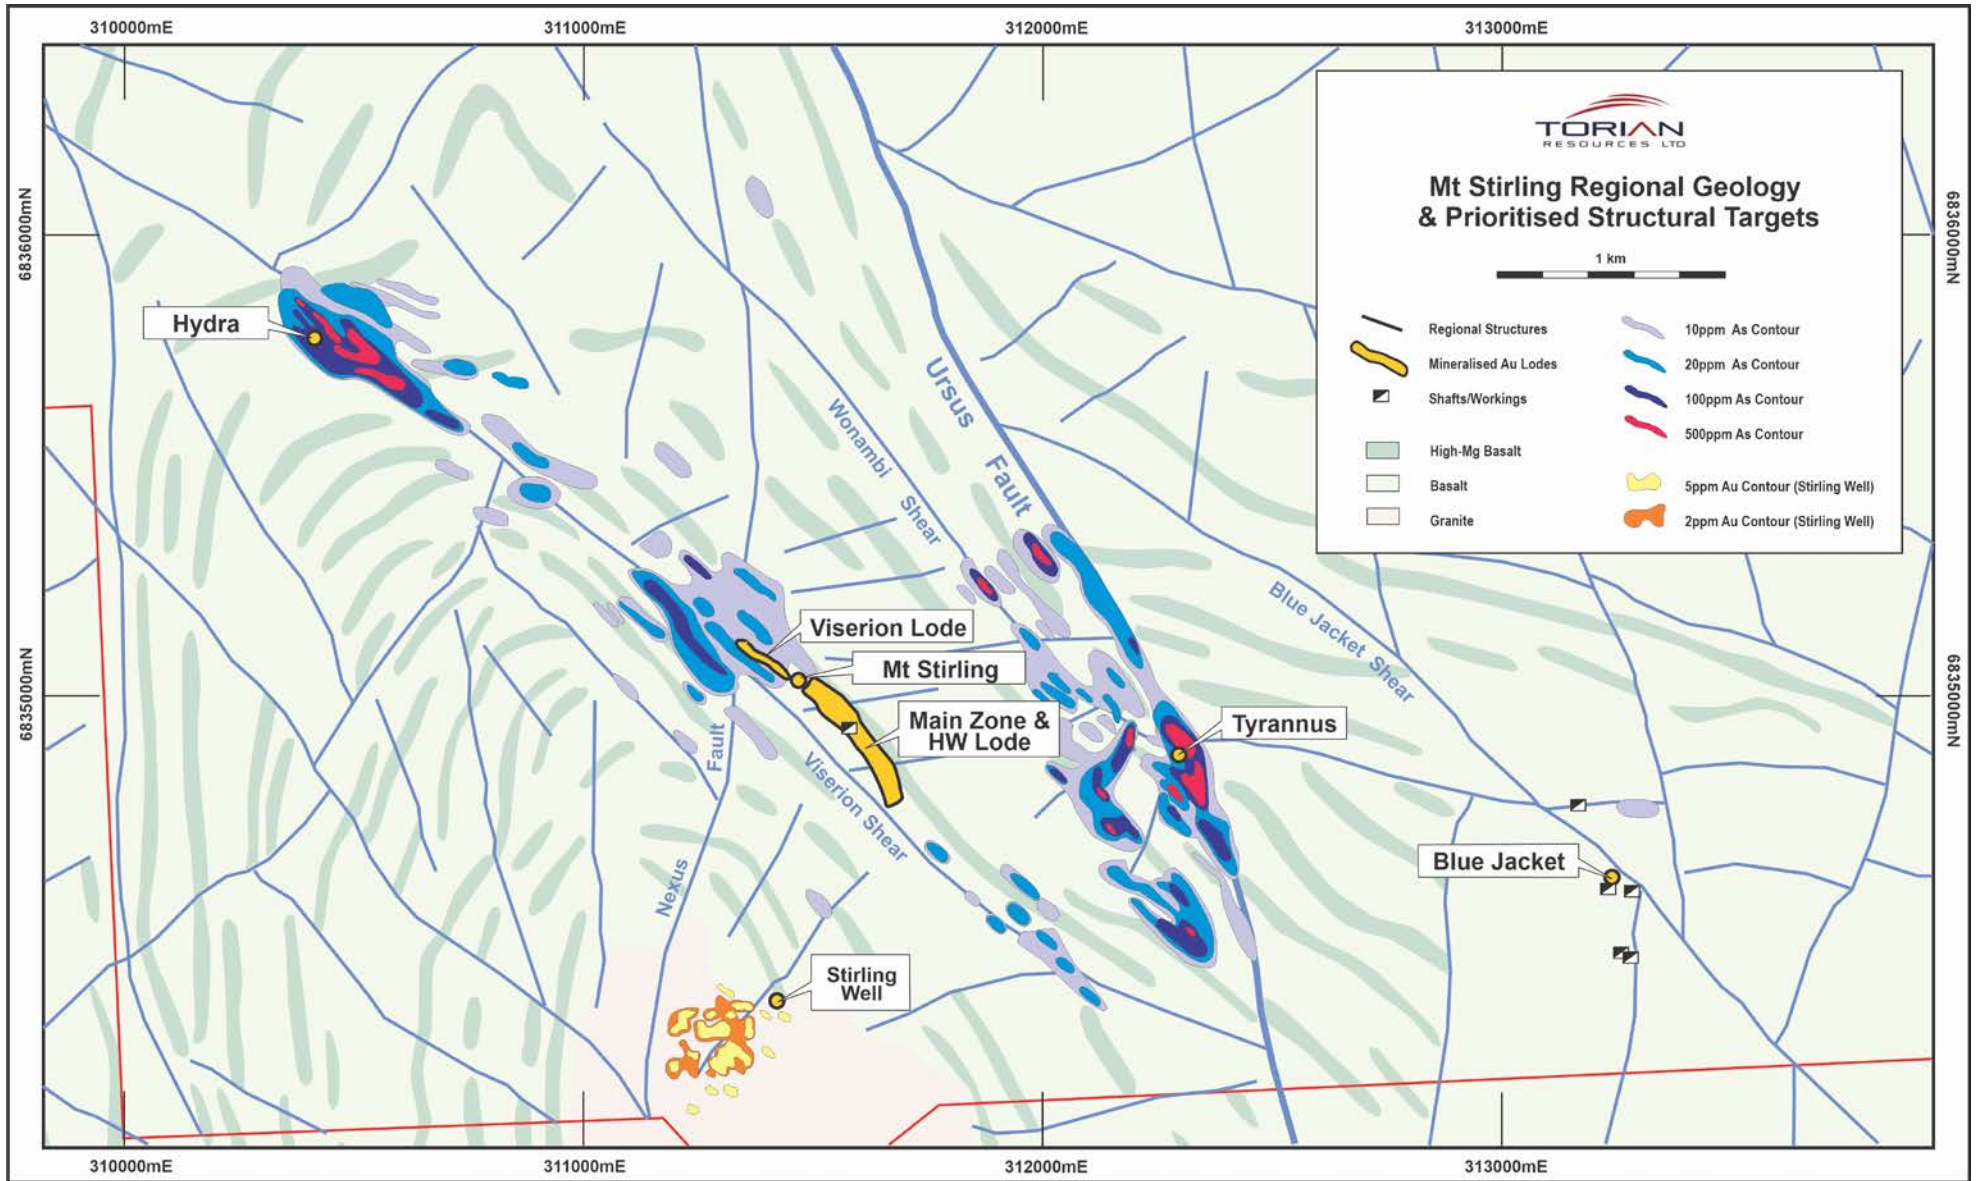 310000mE
311000mE
312000mE
313000mE
6836000mN
6836000mN
TORIAN
RESOURCES LTD
Mt Stirling Regional Geology
& Prioritised Structural Targets
1 km
Regional Structures
Mineralised Au Lodes
Shafts/Workings
High-Mg Basalt
Basalt
Granite
10ppm As Contour
20ppm As Contour
100ppm As Contour
500ppm As Contour
5ppm Au Contour (Stirling Well)
2ppm Au Contour (Stirling Well)
Hydra
Ursus
Fault
Wonambi
Shear
Blue Jacket Shear
Viserion Lode
Mt Stirling
Main Zone &
HW Lode
Tyrannus
6835000mN
6835000mN
Fault
Nexus
Viserion Shear
Blue Jacket
Stirling
Well
310000mE
311000mE
312000mE
313000mE